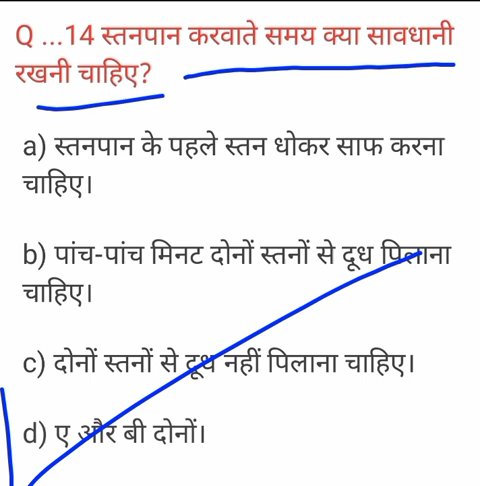 Q ...14 स्तनपान करवाते समय क्या सावधानी
रखनी चाहिए?
a) स्तनपान के पहले स्तन धोकर साफ करना
चाहिए।
b) पांच-पांच मिनट दोनों स्तनों से दूध पिलाना
चाहिए।
c) दोनों स्तनों से दूध नहीं पिलाना चाहिए।
d) ए और बी दोनों।